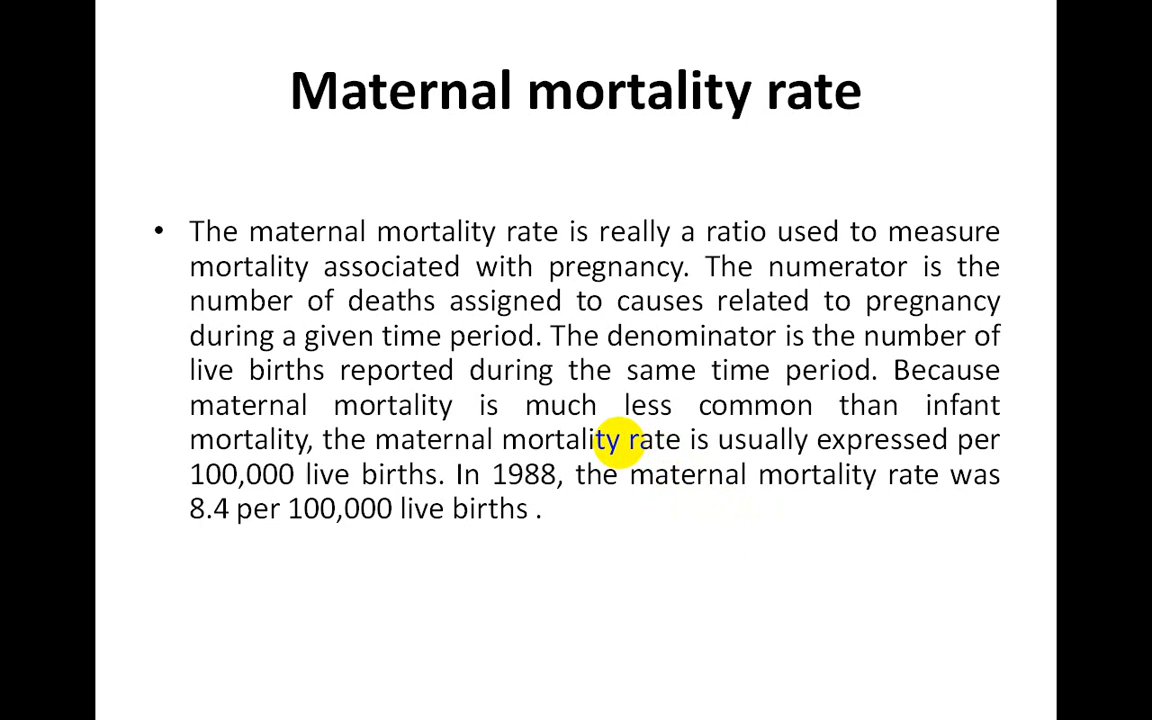 Maternal mortality rate
• The maternal mortality rate is really a ratio used to measure
mortality associated with pregnancy. The numerator is the
number of deaths assigned to causes related to pregnancy
during a given time period. The denominator is the number of
live births reported during the same time period. Because
maternal mortality is much less common than infant
mortality, the maternal mortality rate is usually expressed per
100,000 live births. In 1988, the maternal mortality rate was
8.4 per 100,000 live births .